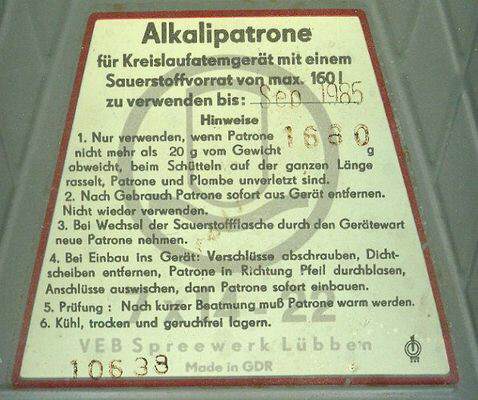 Alkalipatrone
für Kreislaufatemgerät mit einem
Sauerstoffvorrat von max. 160 l
zu verwenden bis: Sep 1985
Hinweise
1. Nur verwenden, wenn Patrone 1680
nicht mehr als 20 g vom Gewicht g
abweicht, beim Schütteln auf der ganzen Länge
rasselt, Patrone und Plombe unverletzt sind.
2. Nach Gebrauch Patrone sofort aus Gerät entfernen.
Nicht wieder verwenden.
3. Bei Wechsel der Sauerstoffflasche durch den Gerätewart
neue Patrone nehmen.
4. Bei Einbau ins Gerät: Verschlüsse abschrauben, Dicht-
scheiben entfernen, Patrone in Richtung Pfeil durchblasen,
Anschlüsse auswischen, dann Patrone sofort einbauen.
5. Prüfung : Nach kurzer Beatmung muß Patrone warm werden.
6. Kühl, trocken und geruchfrei lagern.
VEB Spreewerk Lübben
10638
Made in GDR